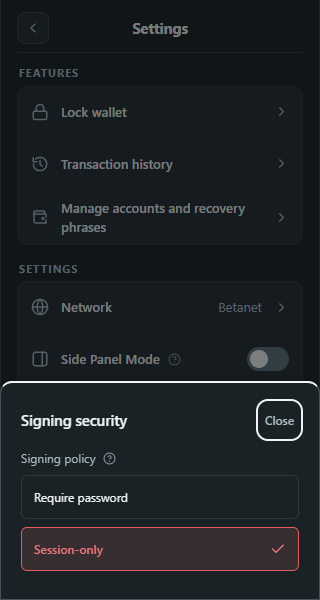 Settings
FEATURES
Lock wallet
Transaction history
Manage accounts and recovery
phrases
SETTINGS
Network
Betanet
Side Panel Mode
Signing security
Close
Signing policy
Require password
Session-only